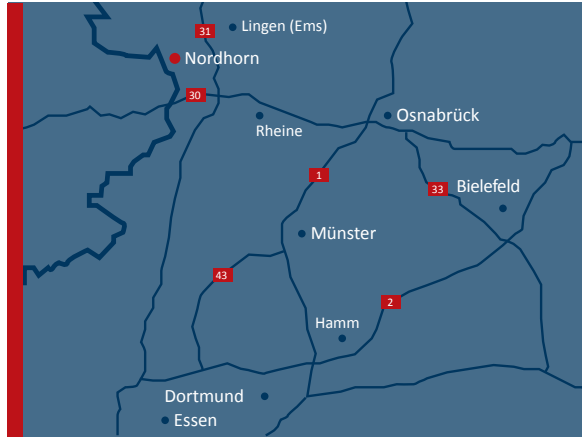 31
Lingen (Ems)
Nordhorn
30
Rheine
Osnabrück
1
33
Bielefeld
Münster
43
2
Hamm
Dortmund
Essen